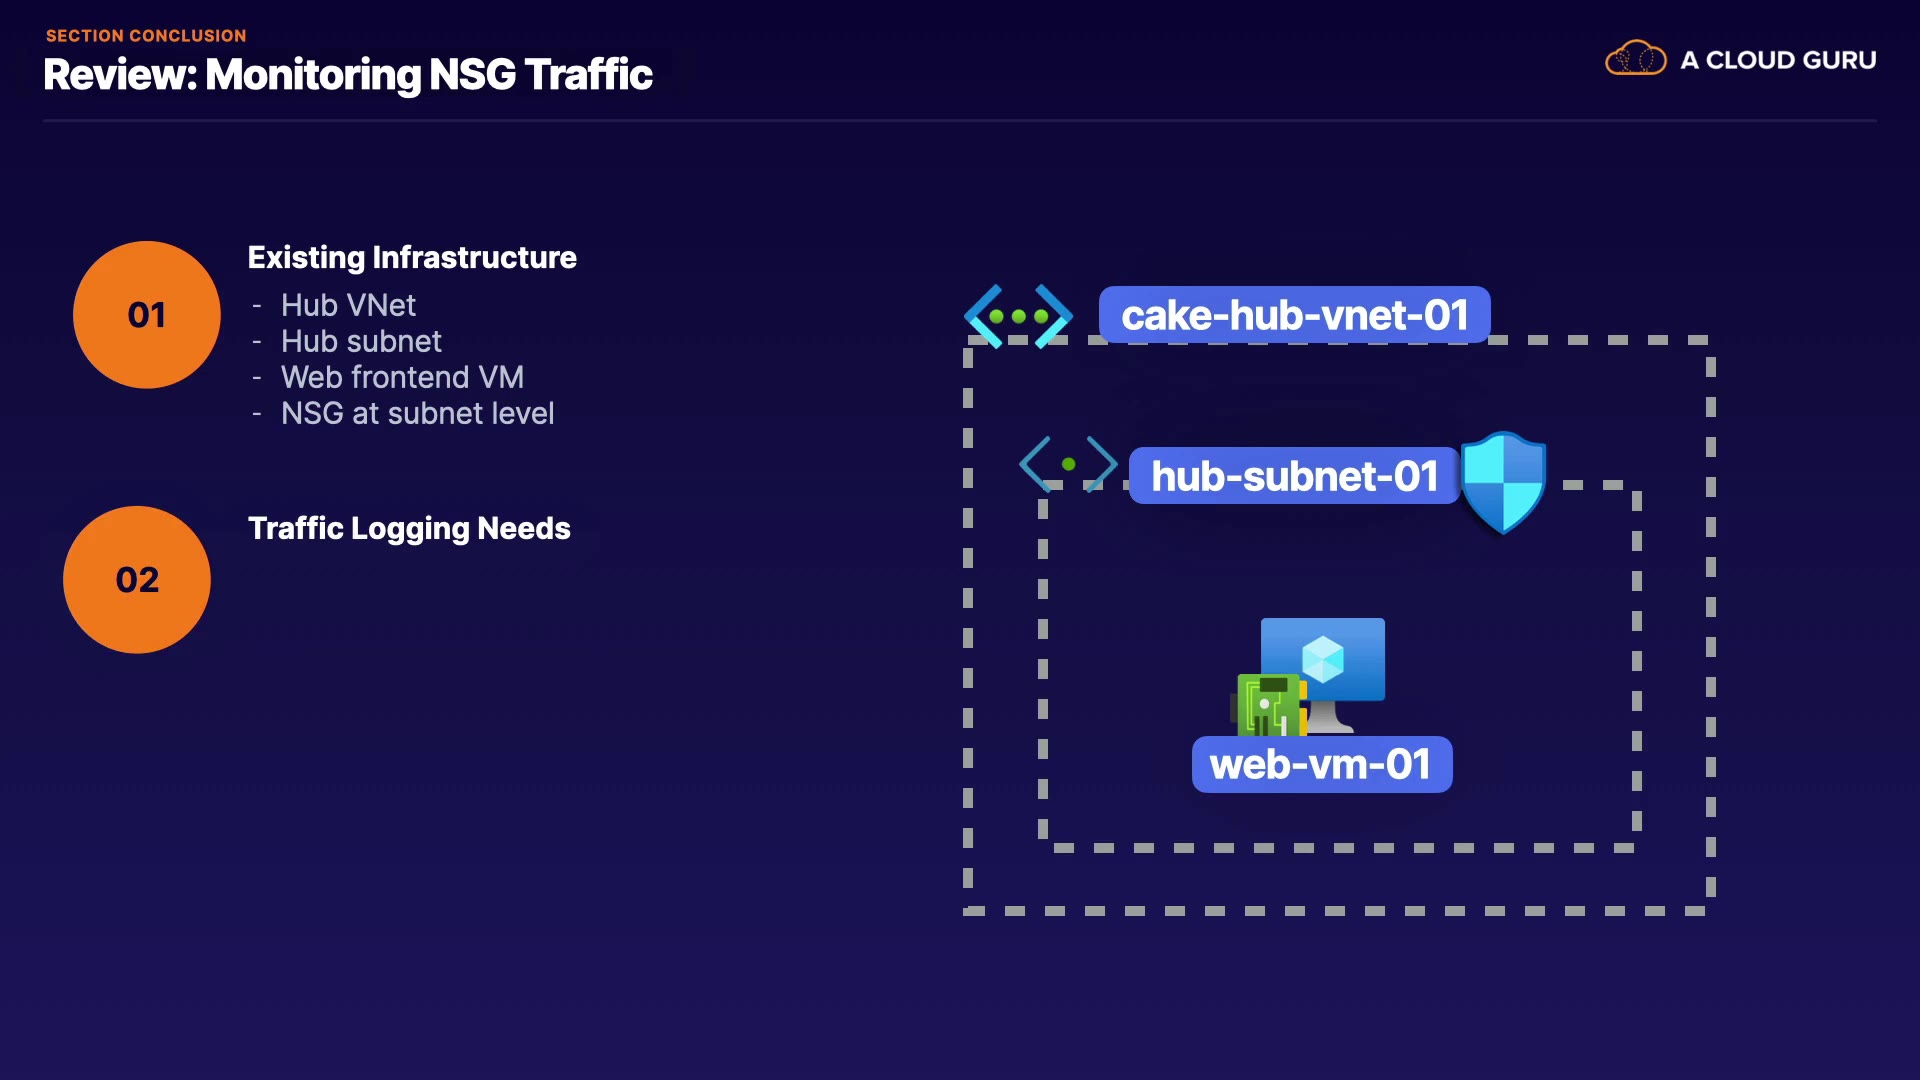 SECTION CONCLUSION
Review: Monitoring NSG Traffic
A CLOUD GURU
01
Existing Infrastructure
- Hub VNet
- Hub subnet
- Web frontend VM
- NSG at subnet level
02
Traffic Logging Needs
cake-hub-vnet-01
hub-subnet-01
web-vm-01